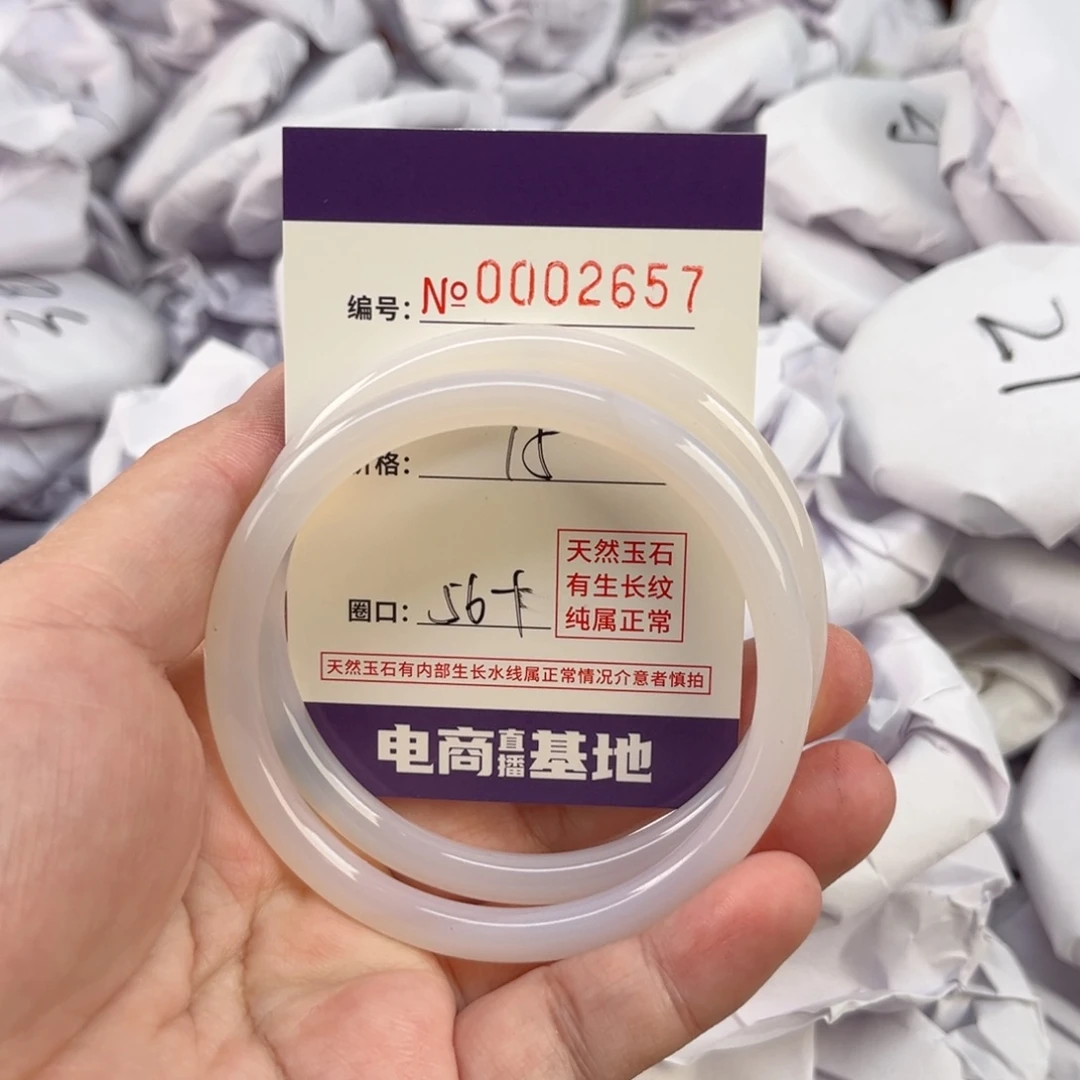 编号: №0002657
格: 18
圈口: 56+
天然玉石
有生长纹
纯属正常
天然玉石有内部生长水线属正常情况介意者慎拍
电商直播基地
12